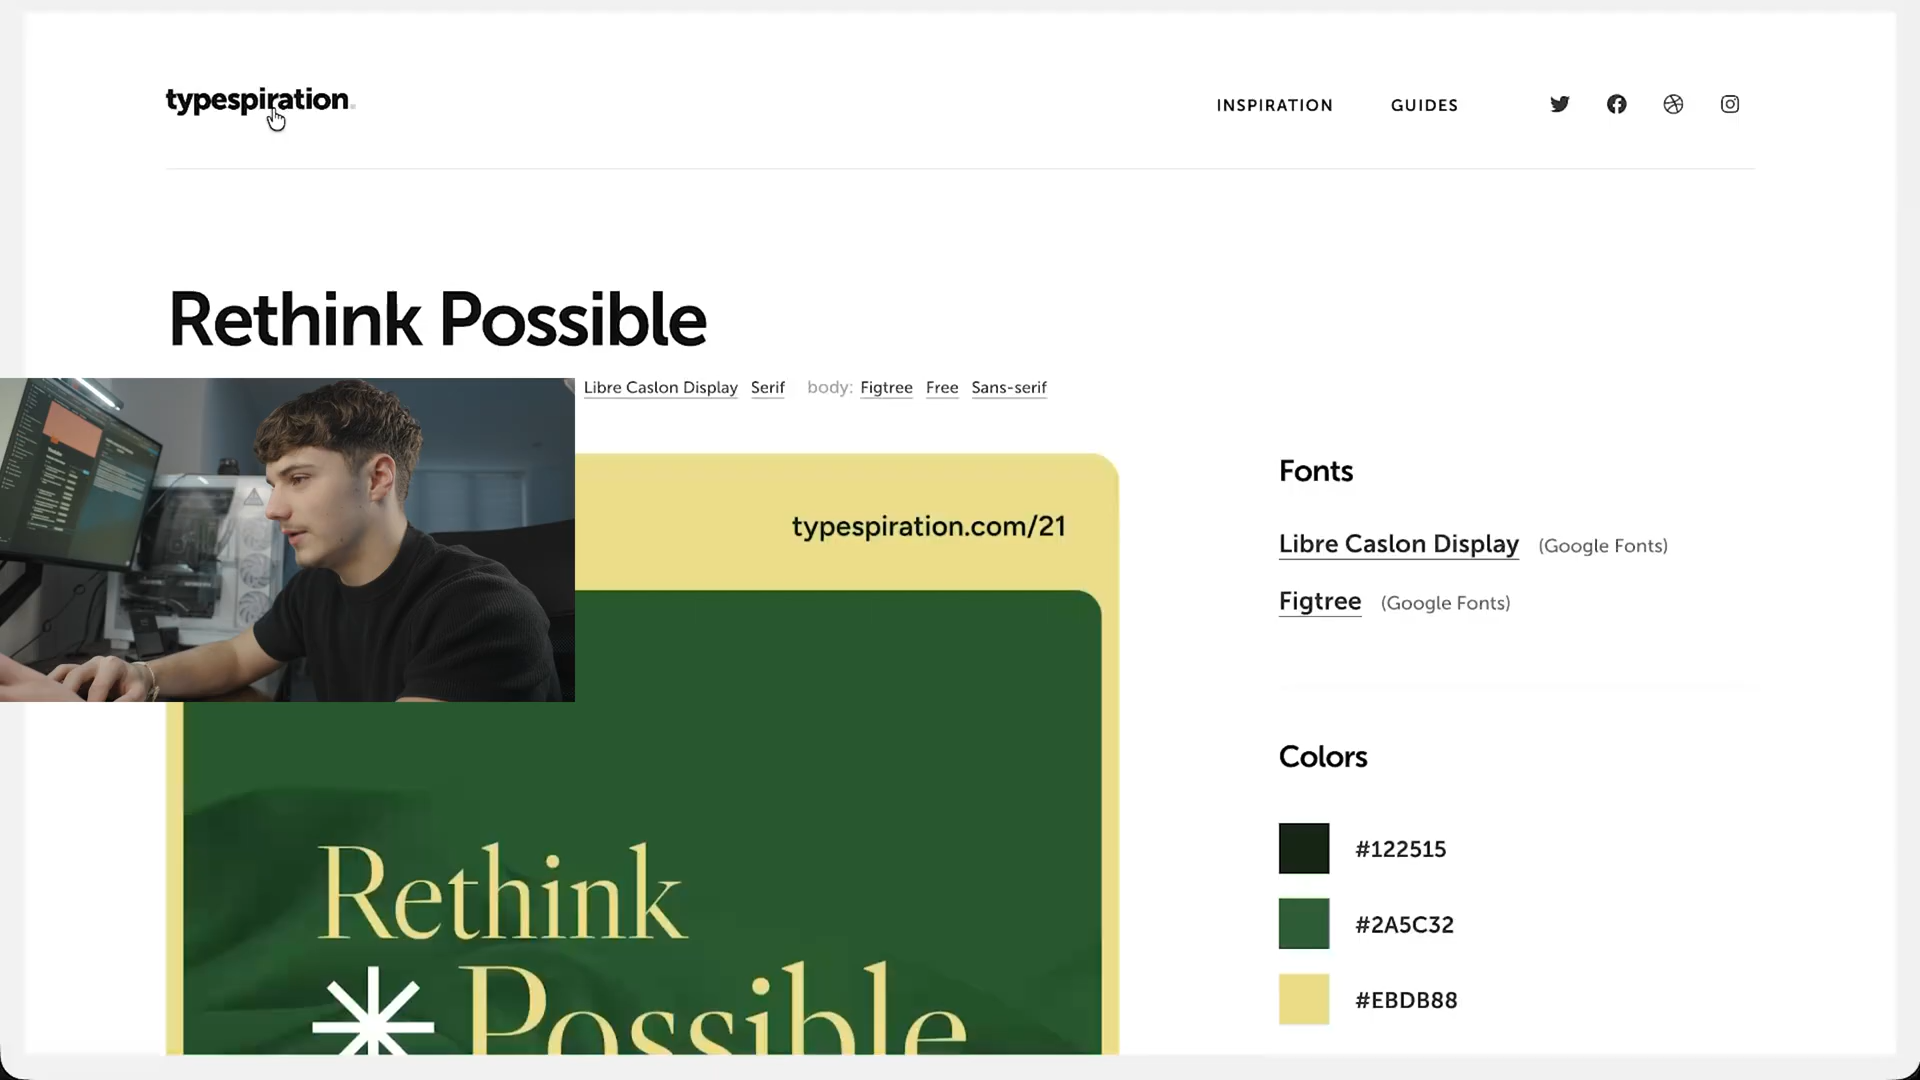 typespiration.
INSPIRATION GUIDES
Rethink Possible
Libre Caslon Display Serif body: Figtree Free Sans-serif
typespiration.com/21
Rethink
Possible
Fonts
Libre Caslon Display (Google Fonts)
Figtree (Google Fonts)
Colors
#122515
#2A5C32
#EBDB88